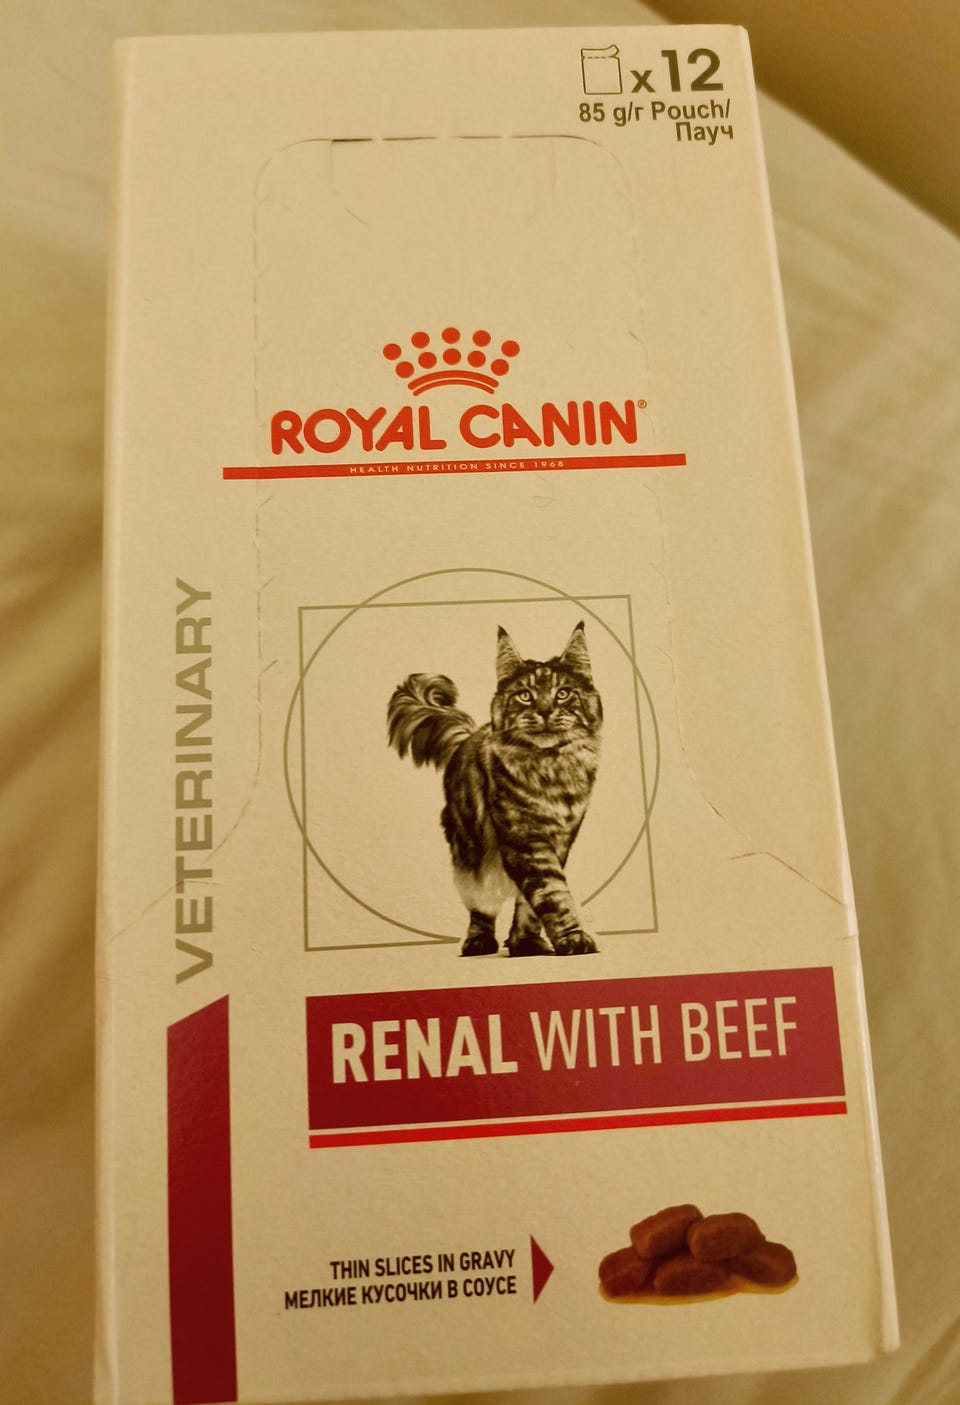 x 12
85 g/г Pouch/
Пауч
ROYAL CANIN®
HEALTH NUTRITION SINCE 1968
VETERINARY
RENAL WITH BEEF
THIN SLICES IN GRAVY
МЕЛКИЕ КУСОЧКИ В СОУСЕ